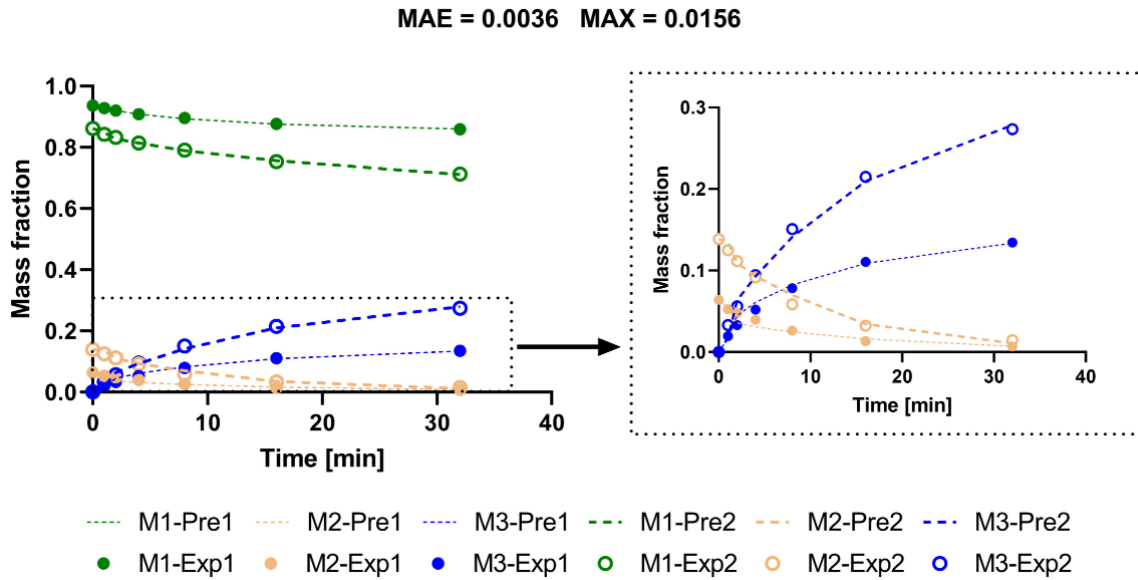 MAE = 0.0036 MAX = 0.0156
1.0
0.8
0.6
0.4
0.2
0.0
Mass fraction
0 10 20 30 40
Time [min]
0.3
0.2
0.1
0.0
Mass fraction
0 10 20 30 40
Time [min]
M1-Pre1 M2-Pre1 M3-Pre1 M1-Pre2 M2-Pre2 M3-Pre2
M1-Exp1 M2-Exp1 M3-Exp1 M1-Exp2 M2-Exp2 M3-Exp2